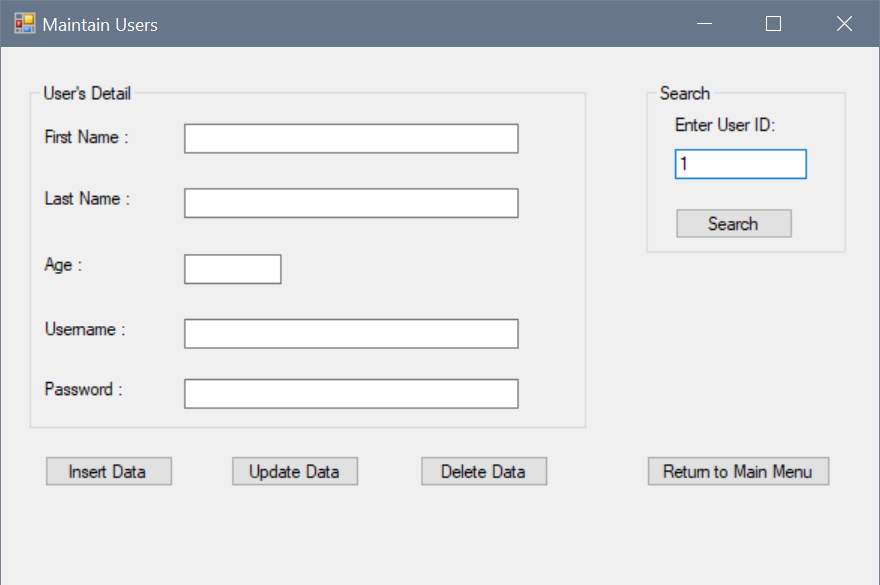 Maintain Users
User's Detail
First Name :
Last Name :
Age :
Username :
Password :
Search
Enter User ID:
1
Search
Insert Data
Update Data
Delete Data
Return to Main Menu